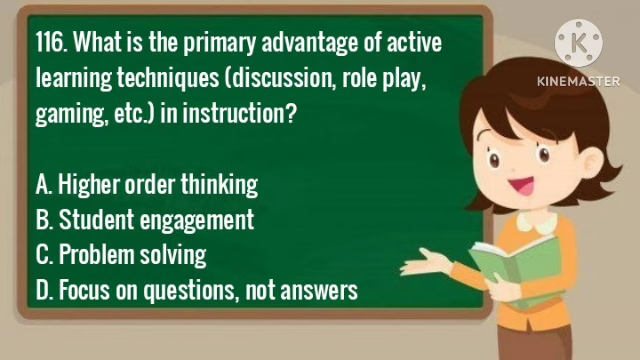 116. What is the primary advantage of active
learning techniques (discussion, role play,
gaming, etc.) in instruction?
A. Higher order thinking
B. Student engagement
C. Problem solving
D. Focus on questions, not answers
K
KINEMASTER